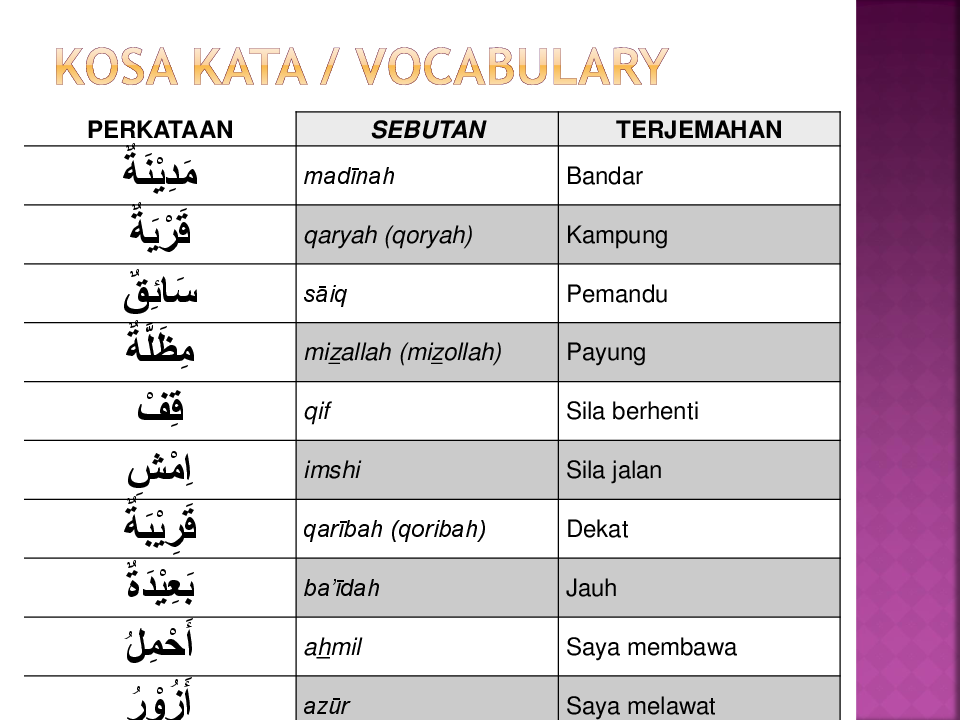 KOSA KATA / VOCABULARY
PERKATAAN SEBUTAN TERJEMAHAN
مَدِيْنَةٌ madīnah Bandar
قَرْيَةٌ qaryah (qoryah) Kampung
سَائِقٌ sāiq Pemandu
مِظَلَّةٌ mizallah (mizollah) Payung
قِفْ qif Sila berhenti
اِمْشِ imshi Sila jalan
قَرِيْبَةٌ qarībah (qoribah) Dekat
بَعِيْدَةٌ ba’īdah Jauh
أَحْمِلُ ahmil Saya membawa
أَزُوْرُ azūr Saya melawat